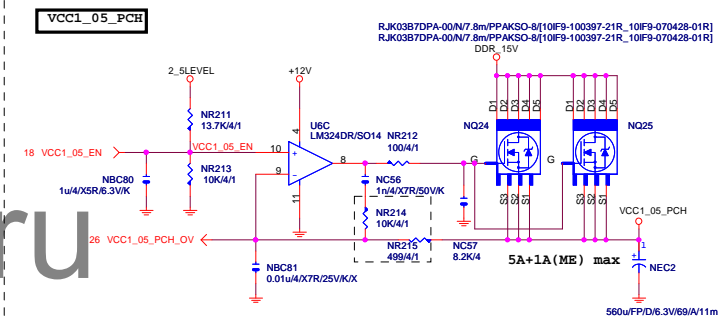 VCC1_05_PCH
RJK03B7DPA-00/N/7.8m/PPAKSO-8/[10IF9-100397-21R_10IF9-070428-01R]
RJK03B7DPA-00/N/7.8m/PPAKSO-8/[10IF9-100397-21R_10IF9-070428-01R]
DDR_15V
2_5LEVEL
+12V
D1 D2 D3 D4 D5
D1 D2 D3 D4 D5
NR211
13.7K/4/1
U6C
LM324DR/SO14
NR212
100/4/1
NQ24
NQ25
18 VCC1_05_EN
VCC1_05_EN
10
+
4
8
9
-
11
G
G
NBC80
1u/4/X5R/6.3V/K
NR213
10K/4/1
NC56
1n/4/X7R/50V/K
S3 S2 S1
S3 S2 S1
NR214
10K/4/1
VCC1_05_PCH
26 VCC1_05_PCH_OV
NR215
499/4/1
NC57
8.2K/4
5A+1A(ME) max
1
+
NEC2
NBC81
0.01u/4/X7R/25V/K/X
560u/FP/D/6.3V/69/A/11m
ru